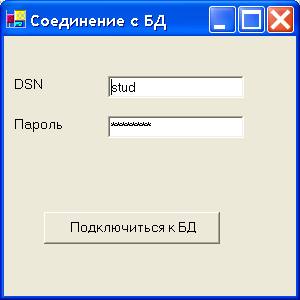 Соединение с БД
DSN
stud
Пароль
*********
Подключиться к БД